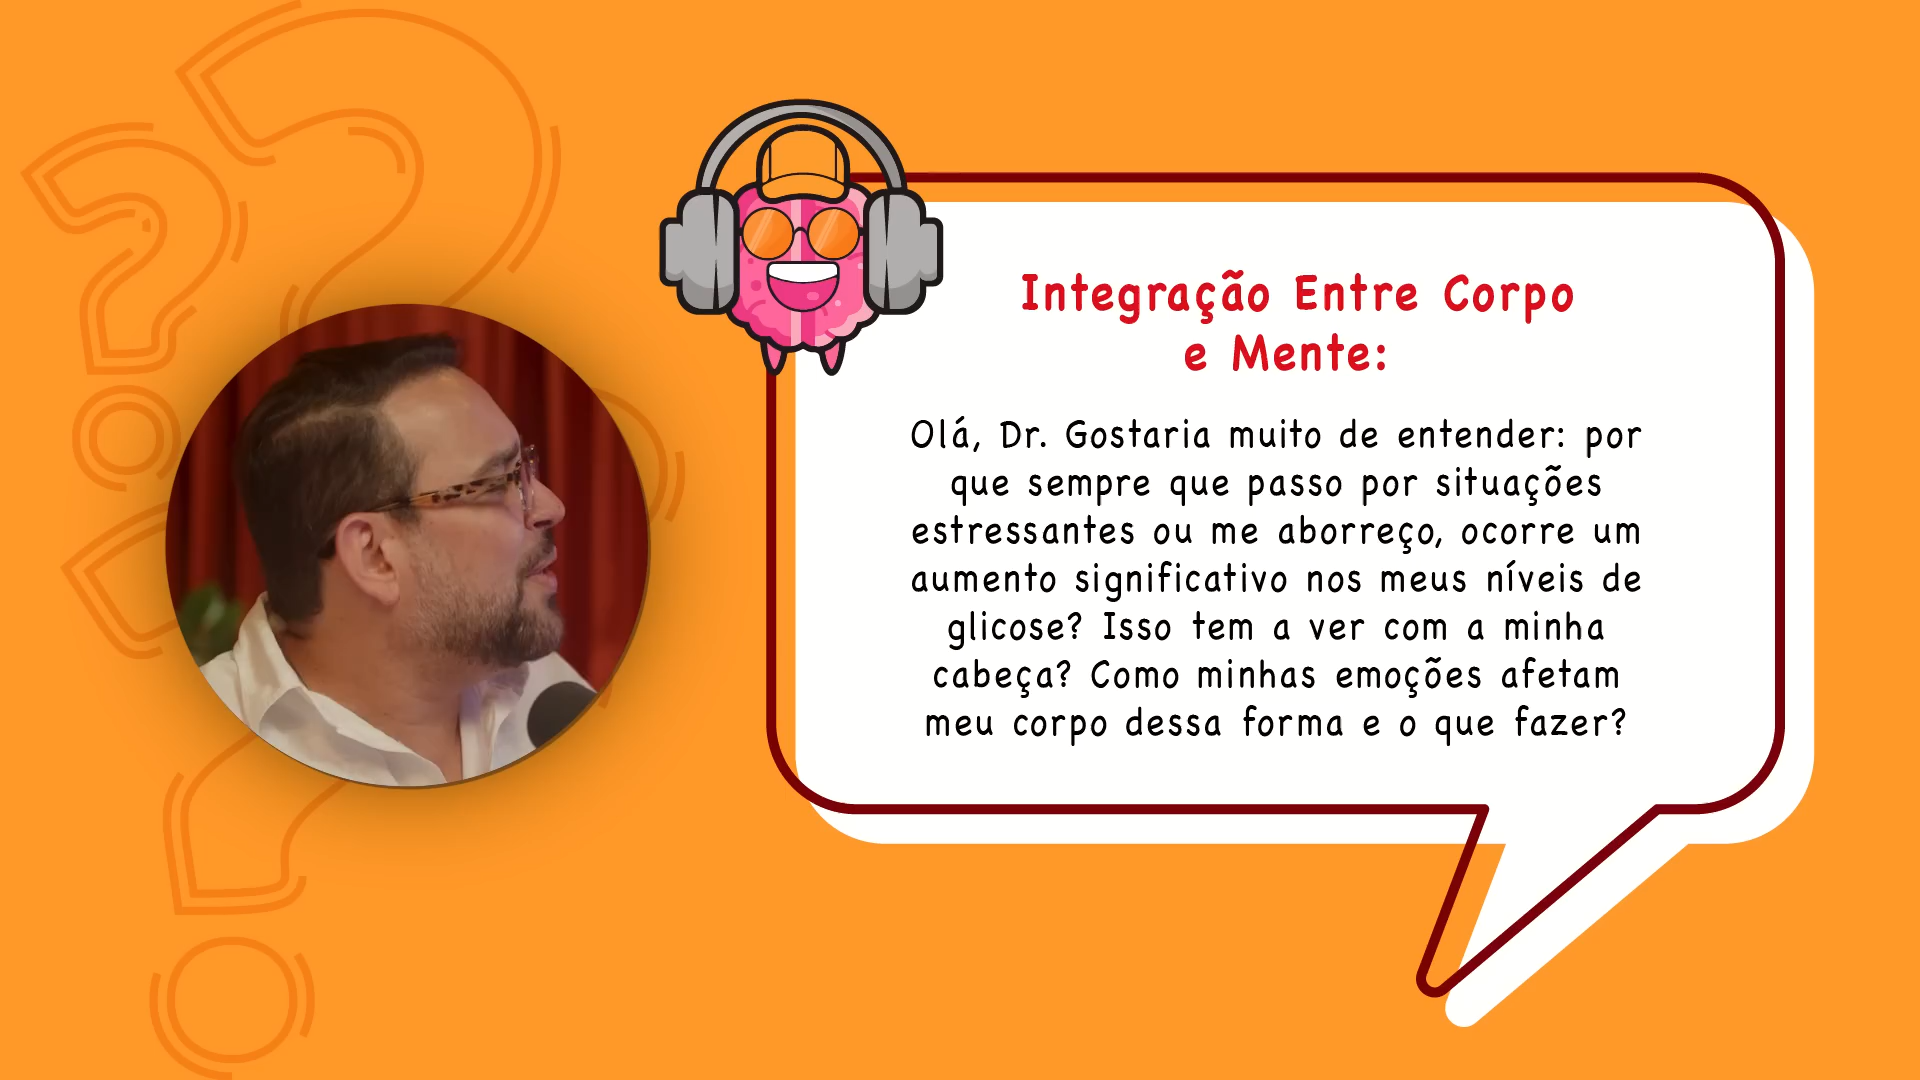 Integração Entre Corpo
e Mente:
Olá, Dr. Gostaria muito de entender: por
que sempre que passo por situações
estressantes ou me aborreço, ocorre um
aumento significativo nos meus níveis de
glicose? Isso tem a ver com a minha
cabeça? Como minhas emoções afetam
meu corpo dessa forma e o que fazer?